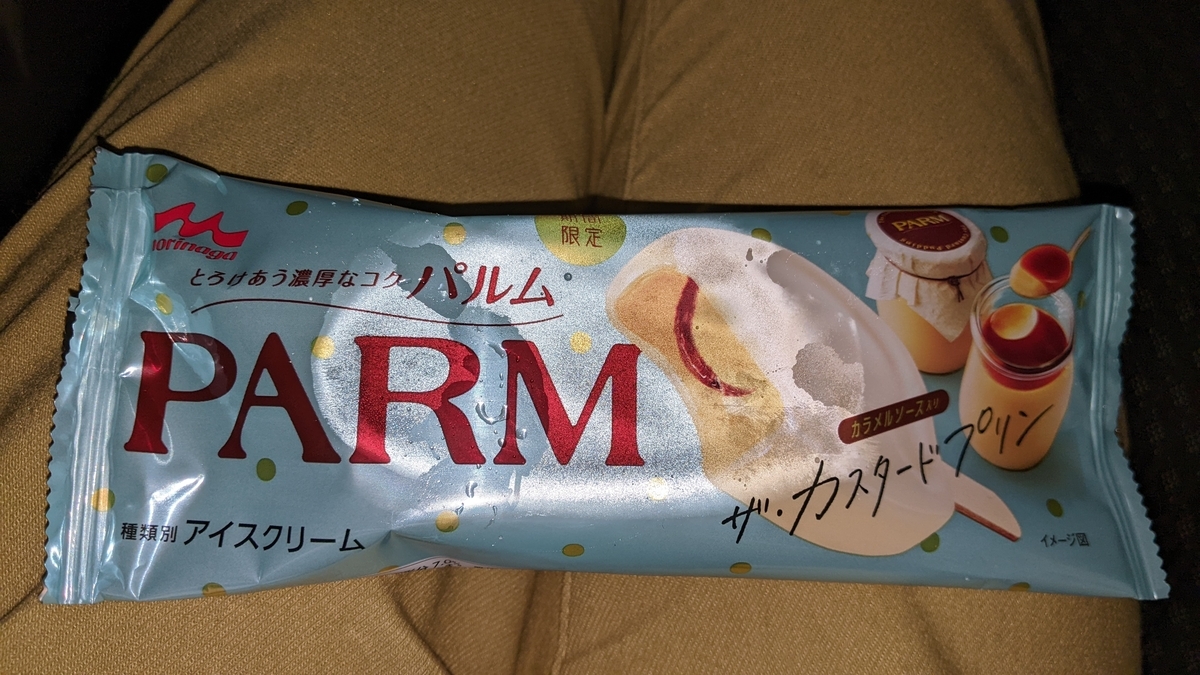 morinaga
期間
限定
とろけあう濃厚なコク パルム
PARM
PARM
カラメルソース入り
ザ・カスタードプリン
種類別 アイスクリーム
イメージ図